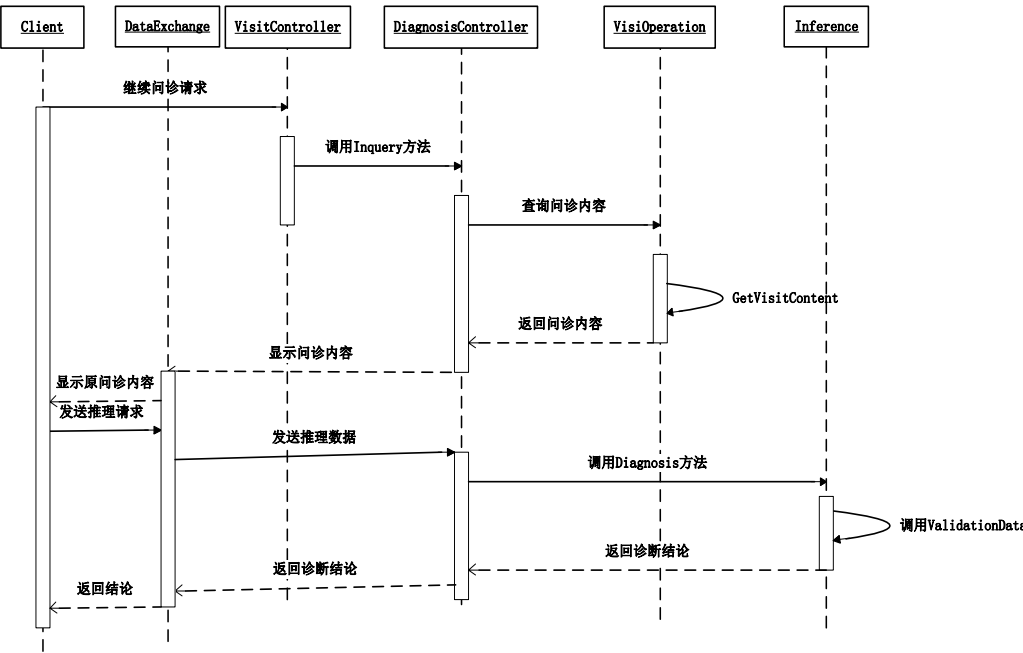 Client
DataExchange
VisitController
DiagnosisController
VisiOperation
Inference
继续问诊请求
调用Inquery方法
查询问诊内容
GetVisitContent
返回问诊内容
显示问诊内容
显示原问诊内容
发送推理请求
发送推理数据
调用Diagnosis方法
调用ValidationData
返回诊断结论
返回诊断结论
返回结论